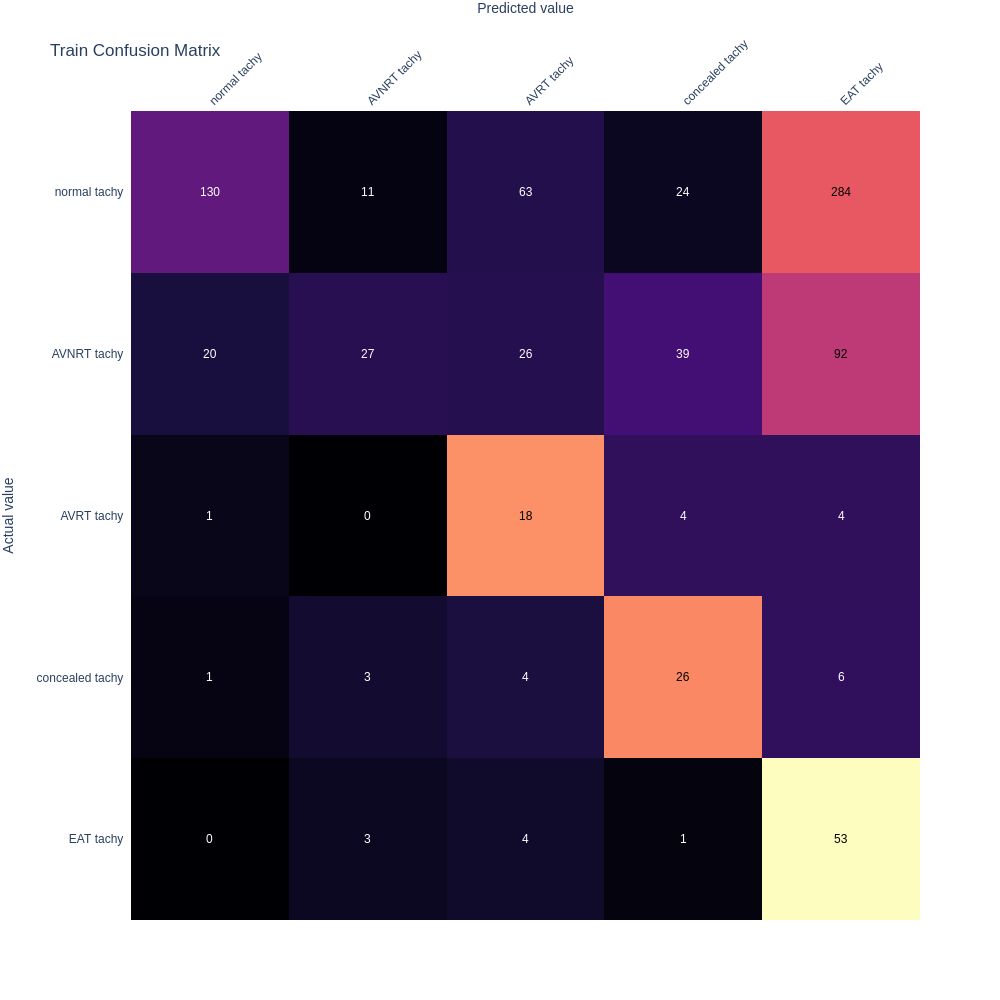 Predicted value
Train Confusion Matrix
normal tachy
AVNRT tachy
AVRT tachy
concealed tachy
EAT tachy
normal tachy 130 11 63 24 284
AVNRT tachy 20 27 26 39 92
Actual value
AVRT tachy 1 0 18 4 4
concealed tachy 1 3 4 26 6
EAT tachy 0 3 4 1 53